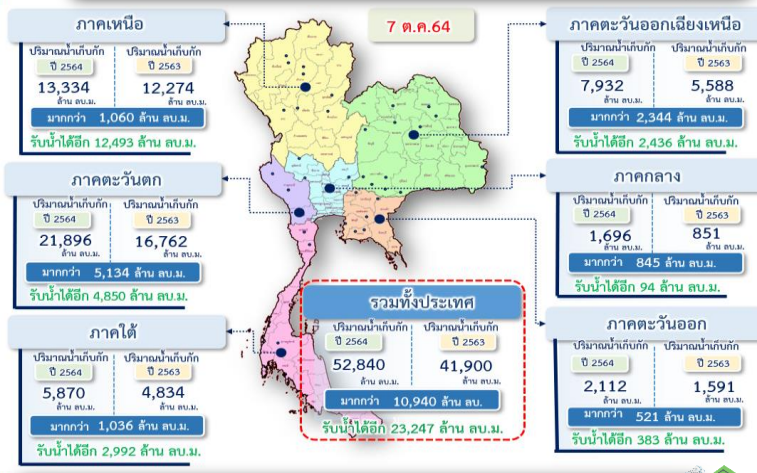 7 ต.ค.64
ภาคเหนือ
ปริมาณน้ำเก็บกัก ปริมาณน้ำเก็บกัก
ปี 2564 ปี 2563
13,334 12,274
ล้าน ลบ.ม. ล้าน ลบ.ม.
มากกว่า 1,060 ล้าน ลบ.ม.
รับน้ำได้อีก 12,493 ล้าน ลบ.ม.
ภาคตะวันออกเฉียงเหนือ
ปริมาณน้ำเก็บกัก ปริมาณน้ำเก็บกัก
ปี 2564 ปี 2563
7,932 5,588
ล้าน ลบ.ม. ล้าน ลบ.ม.
มากกว่า 2,344 ล้าน ลบ.ม.
รับน้ำได้อีก 2,436 ล้าน ลบ.ม.
ภาคตะวันตก
ปริมาณน้ำเก็บกัก ปริมาณน้ำเก็บกัก
ปี 2564 ปี 2563
21,896 16,762
ล้าน ลบ.ม. ล้าน ลบ.ม.
มากกว่า 5,134 ล้าน ลบ.ม.
รับน้ำได้อีก 4,850 ล้าน ลบ.ม.
ภาคกลาง
ปริมาณน้ำเก็บกัก ปริมาณน้ำเก็บกัก
ปี 2564 ปี 2563
1,696 851
ล้าน ลบ.ม. ล้าน ลบ.ม.
มากกว่า 845 ล้าน ลบ.ม.
รับน้ำได้อีก 94 ล้าน ลบ.ม.
ภาคใต้
ปริมาณน้ำเก็บกัก ปริมาณน้ำเก็บกัก
ปี 2564 ปี 2563
5,870 4,834
ล้าน ลบ.ม. ล้าน ลบ.ม.
มากกว่า 1,036 ล้าน ลบ.ม.
รับน้ำได้อีก 2,992 ล้าน ลบ.ม.
รวมทั้งประเทศ
ปริมาณน้ำเก็บกัก ปริมาณน้ำเก็บกัก
ปี 2564 ปี 2563
52,840 41,900
ล้าน ลบ.ม. ล้าน ลบ.ม.
มากกว่า 10,940 ล้าน ลบ.
รับน้ำได้อีก 23,247 ล้าน ลบ.ม.
ภาคตะวันออก
ปริมาณน้ำเก็บกัก ปริมาณน้ำเก็บกัก
ปี 2564 ปี 2563
2,112 1,591
ล้าน ลบ.ม. ล้าน ลบ.ม.
มากกว่า 521 ล้าน ลบ.ม.
รับน้ำได้อีก 383 ล้าน ลบ.ม.